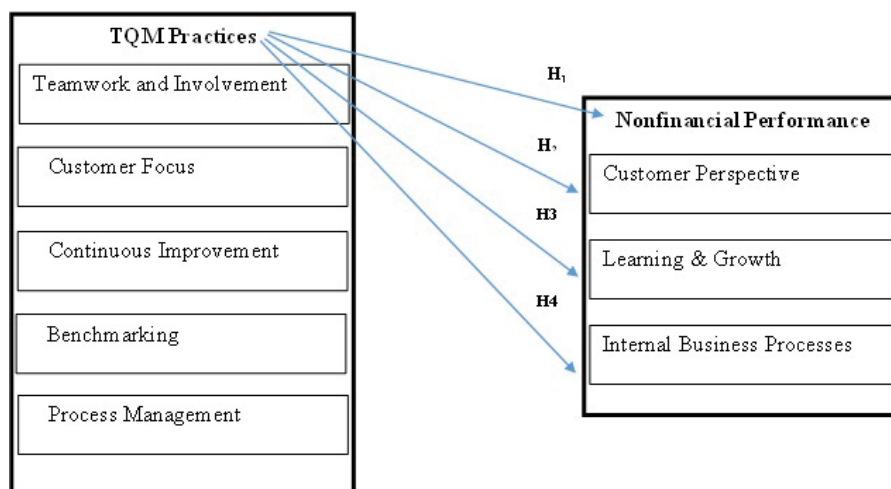 TQM Practices
Teamwork and Involvement
Customer Focus
Continuous Improvement
Benchmarking
Process Management
H₁
H₂
H3
H4
Nonfinancial Performance
Customer Perspective
Learning & Growth
Internal Business Processes